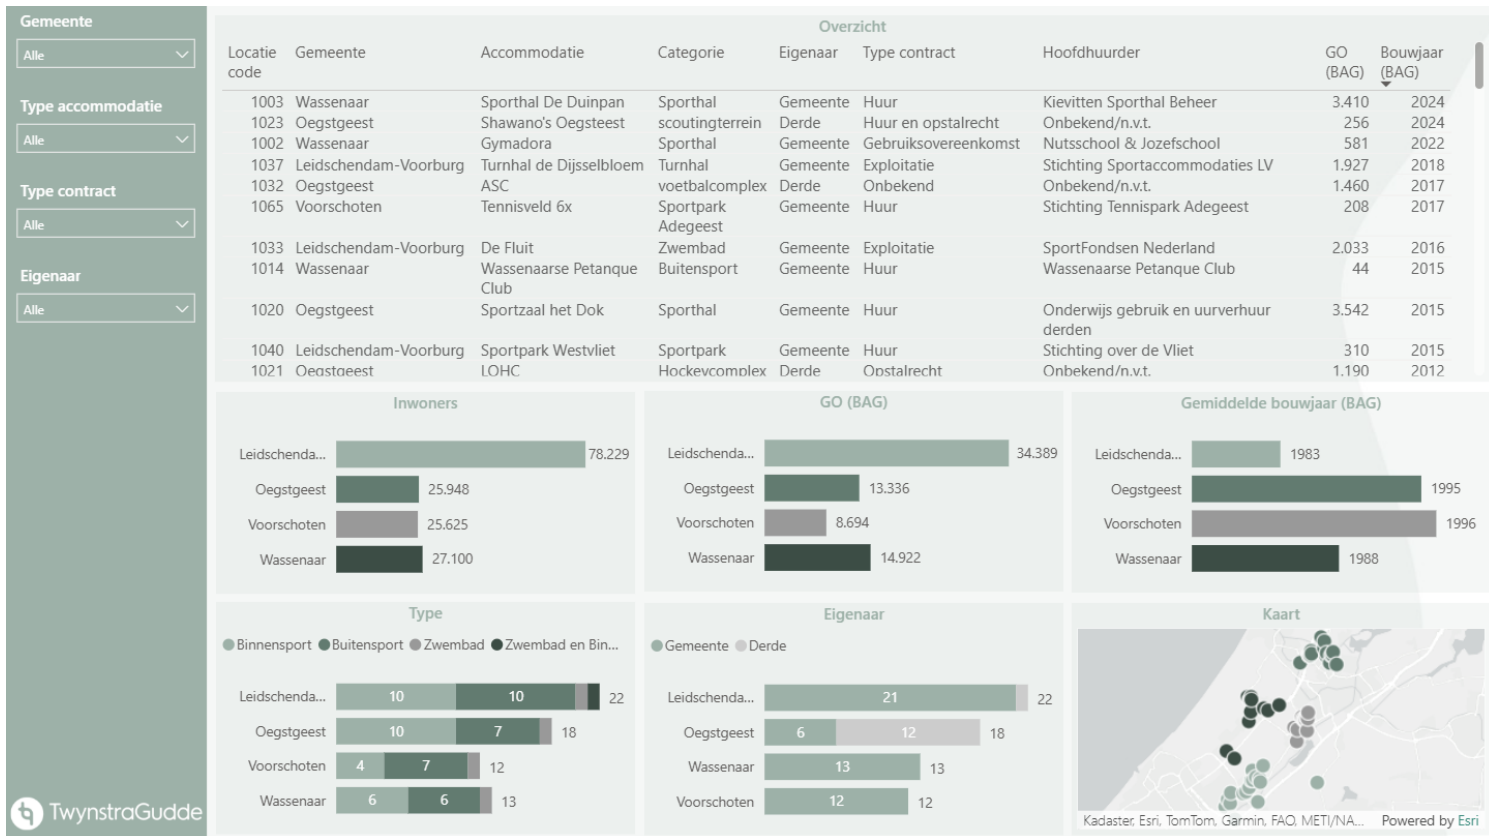 Gemeente
Alle
Type accommodatie
Alle
Type contract
Alle
Eigenaar
Alle
TwynstraGudde
Overzicht
Locatie code Gemeente Accommodatie Categorie Eigenaar Type contract Hoofdhuurder GO (BAG) Bouwjaar (BAG)
1003 Wassenaar Sporthal De Duinpan Sporthal Gemeente Huur Kievitten Sporthal Beheer 3.410 2024
1023 Oegstgeest Shawano's Oegsteest scoutingterrein Derde Huur en opstalrecht Onbekend/n.v.t. 256 2024
1002 Wassenaar Gymadora Sporthal Gemeente Gebruiksovereenkomst Nutsschool & Jozefschool 581 2022
1037 Leidschendam-Voorburg Turnhal de Dijsselbloem Turnhal Gemeente Exploitatie Stichting Sportaccommodaties LV 1.927 2018
1032 Oegstgeest ASC voetbalcomplex Derde Onbekend Onbekend/n.v.t. 1.460 2017
1065 Voorschoten Tennisveld 6x Sportpark Adegeest Gemeente Huur Stichting Tennispark Adegeest 208 2017
1033 Leidschendam-Voorburg De Fluit Zwembad Gemeente Exploitatie SportFondsen Nederland 2.033 2016
1014 Wassenaar Wassenaarse Petanque Club Buitensport Gemeente Huur Wassenaarse Petanque Club 44 2015
1020 Oegstgeest Sportzaal het Dok Sporthal Gemeente Huur Onderwijs gebruik en uurverhuur derden 3.542 2015
1040 Leidschendam-Voorburg Sportpark Westvliet Sportpark Gemeente Huur Stichting over de Vliet 310 2015
1021 Oegstgeest LOHC Hockeycomplex Derde Opstalrecht Onbekend/n.v.t. 1.190 2012
Inwoners
Leidschenda... 78.229
Oegstgeest 25.948
Voorschoten 25.625
Wassenaar 27.100
GO (BAG)
Leidschenda... 34.389
Oegstgeest 13.336
Voorschoten 8.694
Wassenaar 14.922
Gemiddelde bouwjaar (BAG)
Leidschenda... 1983
Oegstgeest 1995
Voorschoten 1996
Wassenaar 1988
Type
Binnensport Buitensport Zwembad Zwembad en Bin...
Leidschenda... 10 10 22
Oegstgeest 10 7 18
Voorschoten 4 7 12
Wassenaar 6 6 13
Eigenaar
Gemeente Derde
Leidschenda... 21 22
Oegstgeest 6 12 18
Wassenaar 13 13
Voorschoten 12 12
Kaart
Kadaster, Esri, TomTom, Garmin, FAO, METI/NA... Powered by Esri